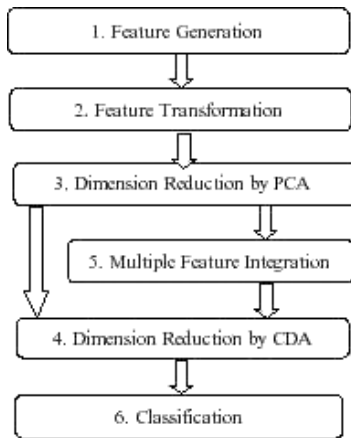 1. Feature Generation
2. Feature Transformation
3. Dimension Reduction by PCA
5. Multiple Feature Integration
4. Dimension Reduction by CDA
6. Classification